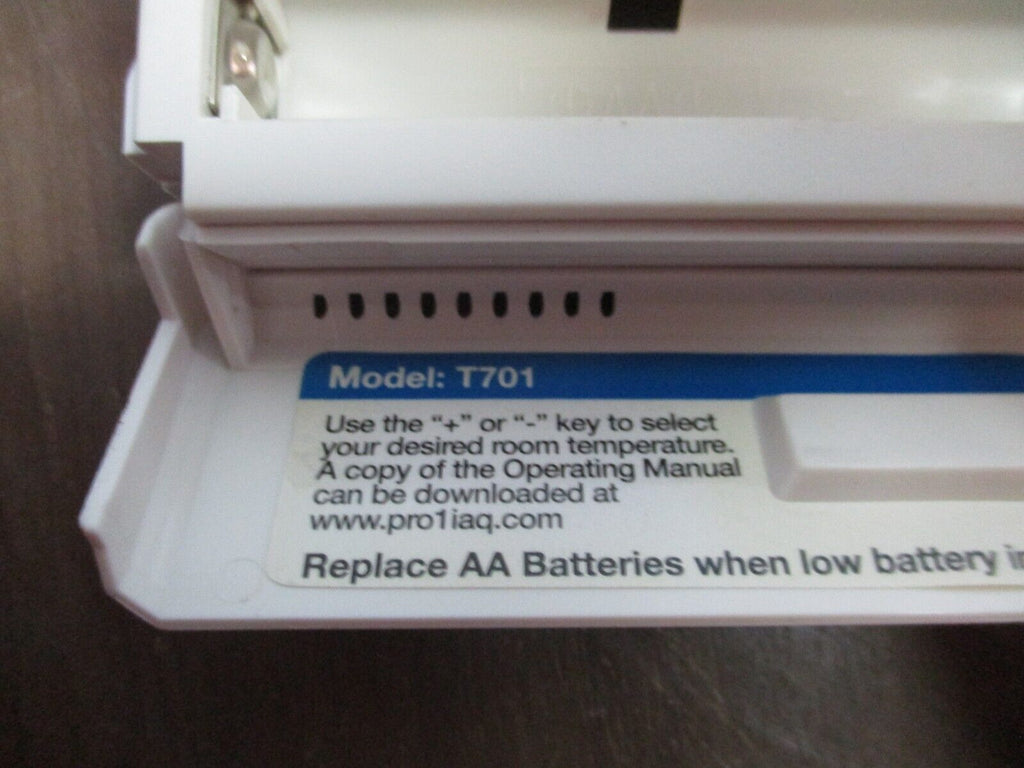 Model: T701
Use the “+” or “-” key to select
your desired room temperature.
A copy of the Operating Manual
can be downloaded at
www.pro1iaq.com
Replace AA Batteries when low battery